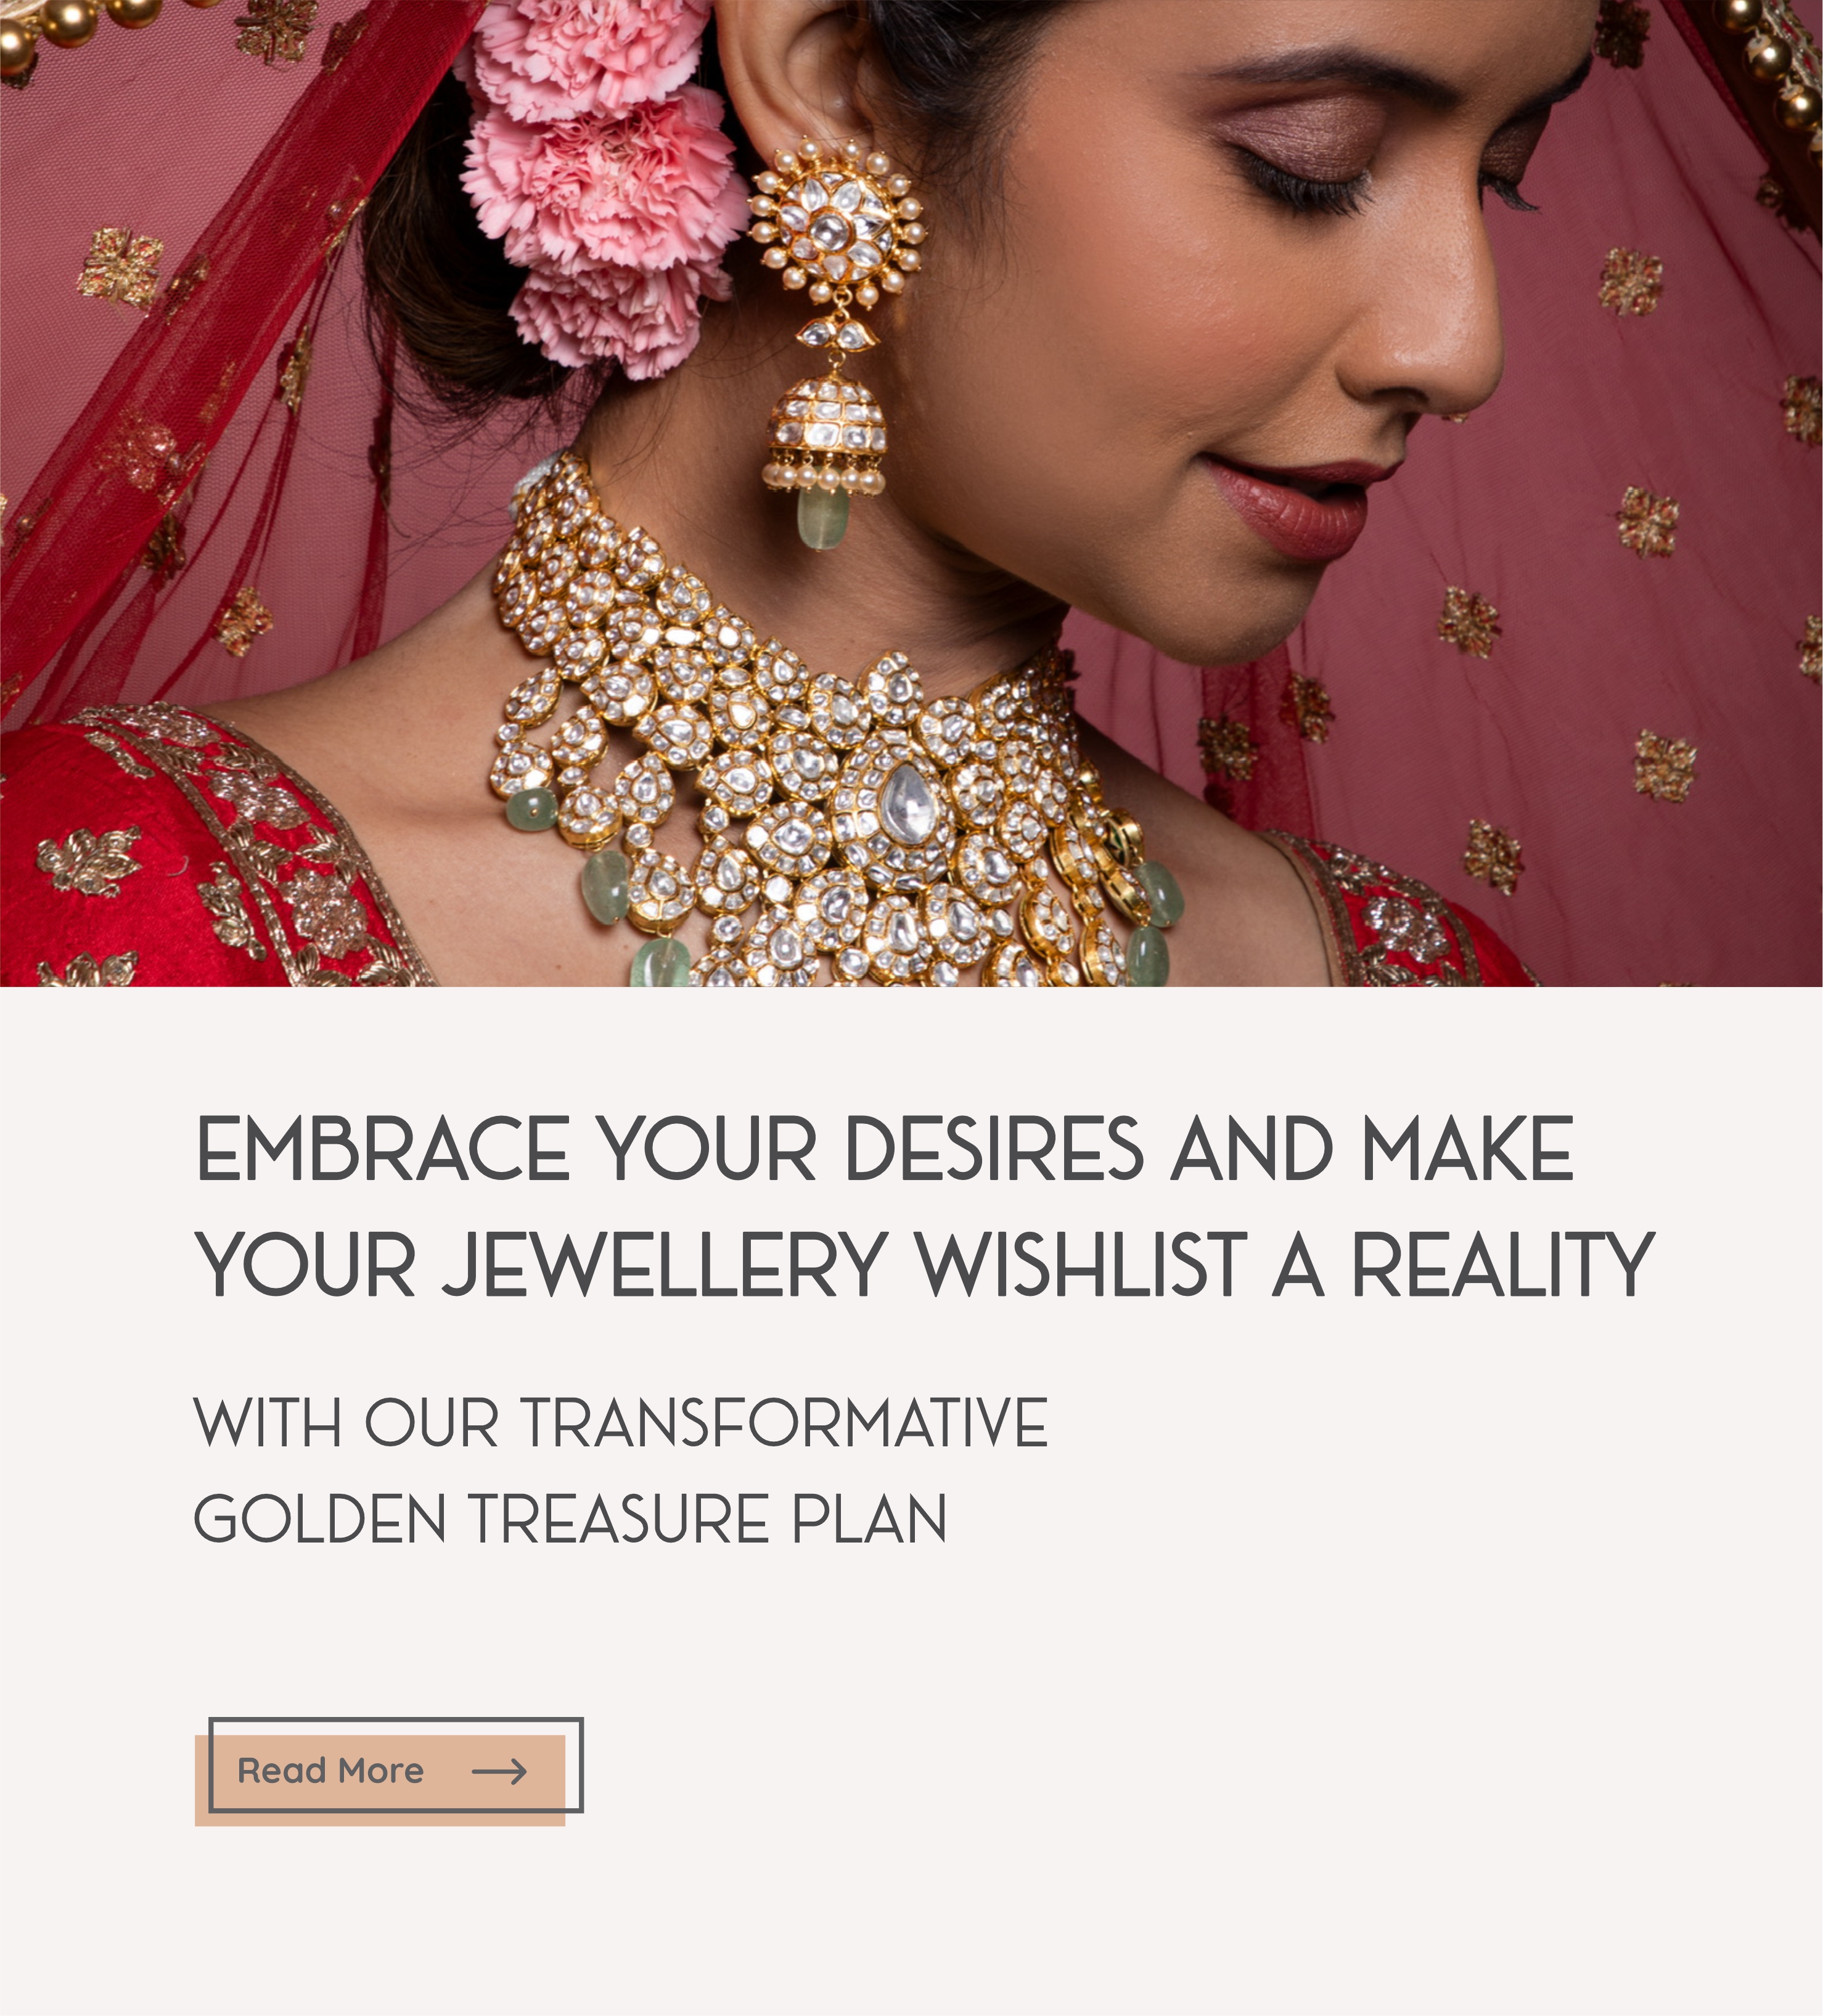 EMBRACE YOUR DESIRES AND MAKE
YOUR JEWELLERY WISHLIST A REALITY
WITH OUR TRANSFORMATIVE
GOLDEN TREASURE PLAN
Read More